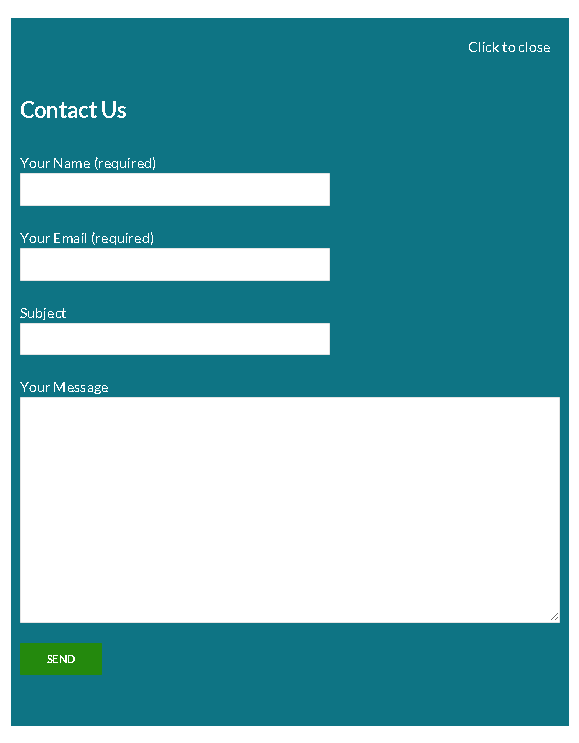 Click to close
Contact Us
Your Name (required)
Your Email (required)
Subject
Your Message
SEND